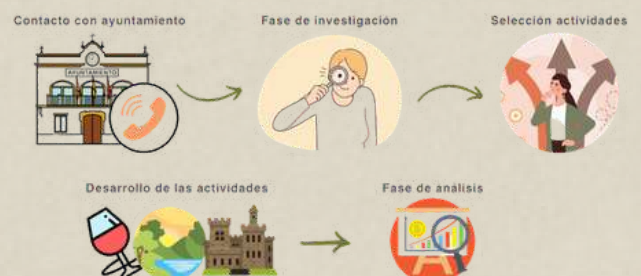 Contacto con ayuntamiento
Fase de investigación
Selección actividades
AYUNTAMIENTO
Desarrollo de las actividades
Fase de análisis